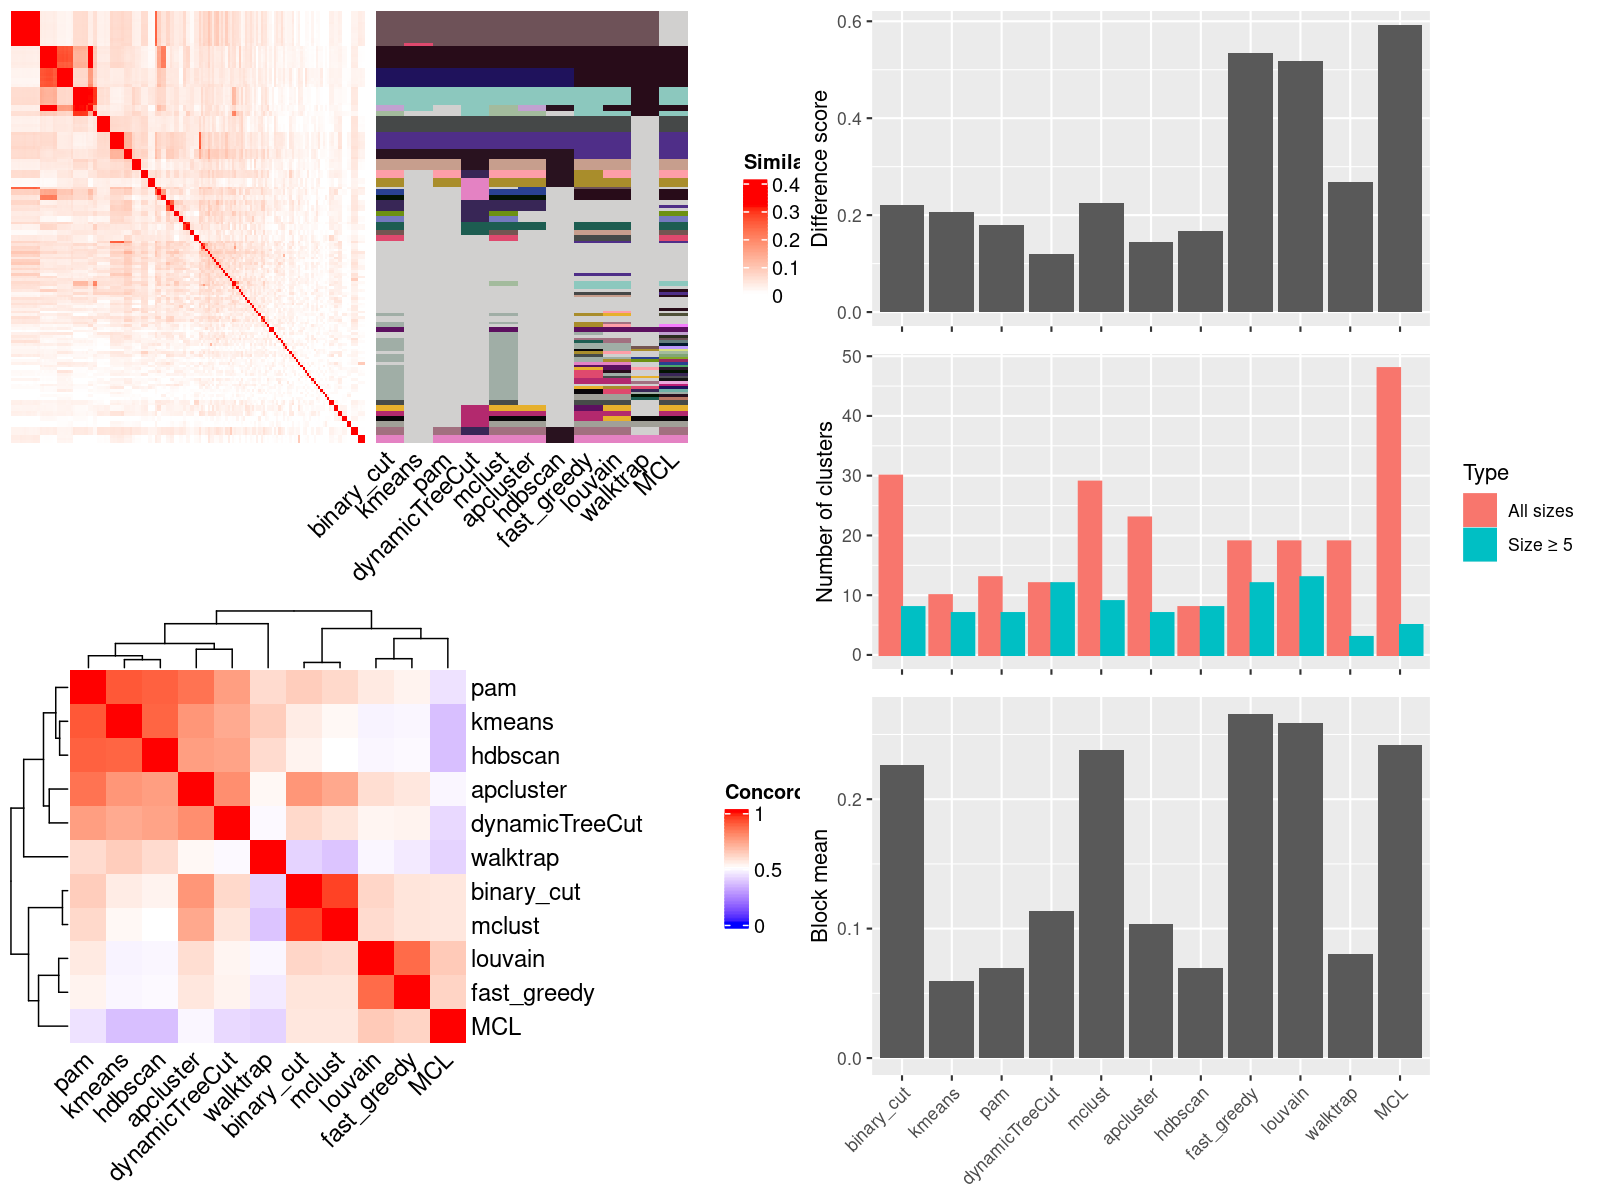 binary_cut
kmeans
pam
dynamicTreeCut
mclust
apcluster
hdbscan
fast_greedy
louvain
walktrap
MCL
Simila
0.4
0.3
0.2
0.1
0
pam
kmeans
hdbscan
apcluster
dynamicTreeCut
walktrap
binary_cut
mclust
louvain
fast_greedy
MCL
pam
kmeans
hdbscan
apcluster
dynamicTreeCut
walktrap
binary_cut
mclust
louvain
fast_greedy
MCL
Concord
1
0.5
0
Difference score
0.6
0.4
0.2
0.0
Number of clusters
50
40
30
20
10
0
Type
All sizes
Size ≥ 5
Block mean
0.2
0.1
0.0
binary_cut
kmeans
pam
dynamicTreeCut
mclust
apcluster
hdbscan
fast_greedy
louvain
walktrap
MCL